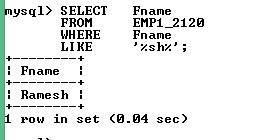 mysql> SELECT Fname
FROM EMP1_2120
WHERE Fname
LIKE '%sh%';
+--------+
| Fname |
+--------+
| Ramesh |
+--------+
1 row in set (0.04 sec)